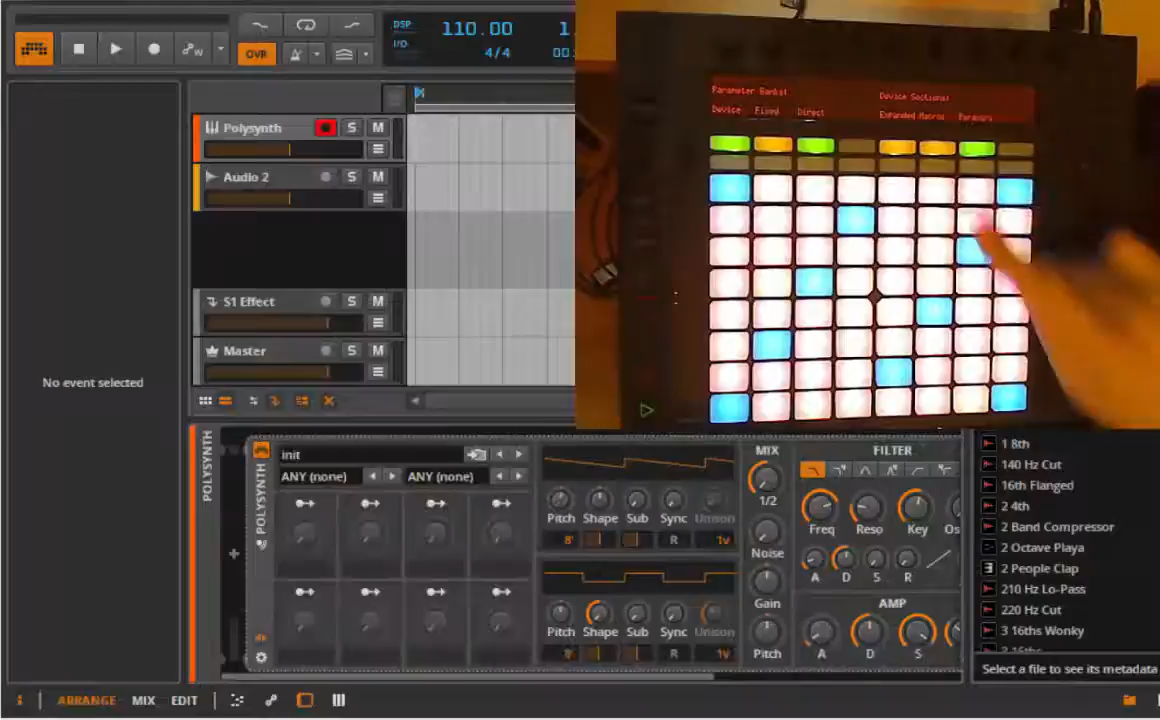 DSP
I/O
110.00
4/4
1.
00:
OVR
Polysynth
S
M
Audio 2
S
M
S1 Effect
S
M
Master
S
M
No event selected
Parameter Banks:
Device Fixed Direct
Device Sections:
Expanded Macros
POLYSYNTH
POLYSYNTH
init
ANY (none)
ANY (none)
Pitch Shape Sub Sync Unison
8' R 1v
Pitch Shape Sub Sync Unison
8' R 1v
MIX
1/2
Noise
Gain
Pitch
FILTER
Freq Reso Key
A D S R
AMP
A D S
1 8th
140 Hz Cut
16th Flanged
2 4th
2 Band Compressor
2 Octave Playa
2 People Clap
210 Hz Lo-Pass
220 Hz Cut
3 16ths Wonky
Select a file to see its metadata
i
ARRANGE MIX EDIT